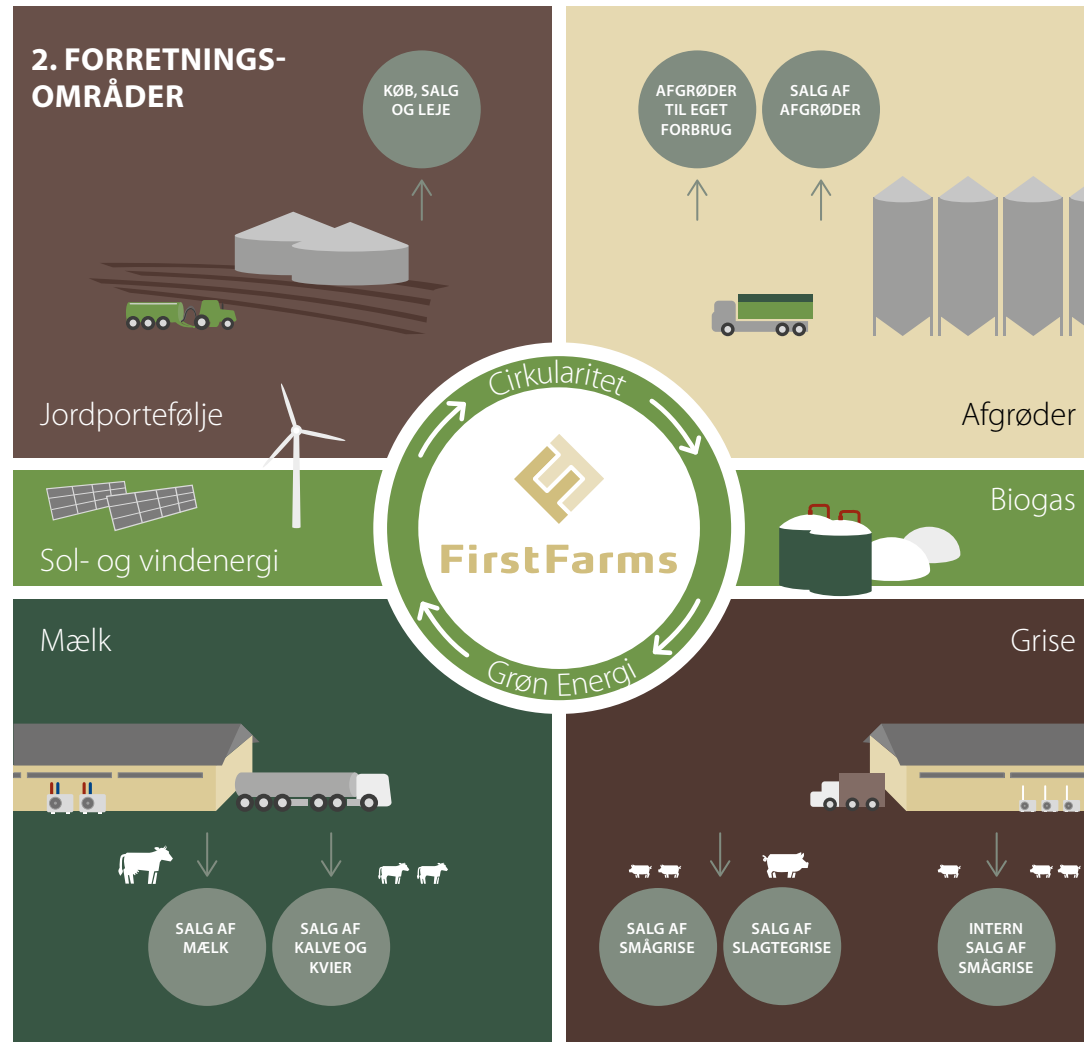 2. FORRETNINGS-
OMRÅDER
KØB, SALG
OG LEJE
Jordportefølje
AFGRØDER
TIL EGET
FORBRUG
SALG AF
AFGRØDER
Afgrøder
Cirkularitet
FirstFarms
Grøn Energi
Sol- og vindenergi
Biogas
Mælk
SALG AF
MÆLK
SALG AF
KALVE OG
KVIER
Grise
SALG AF
SMÅGRISE
SALG AF
SLAGTEGRISE
INTERN
SALG AF
SMÅGRISE